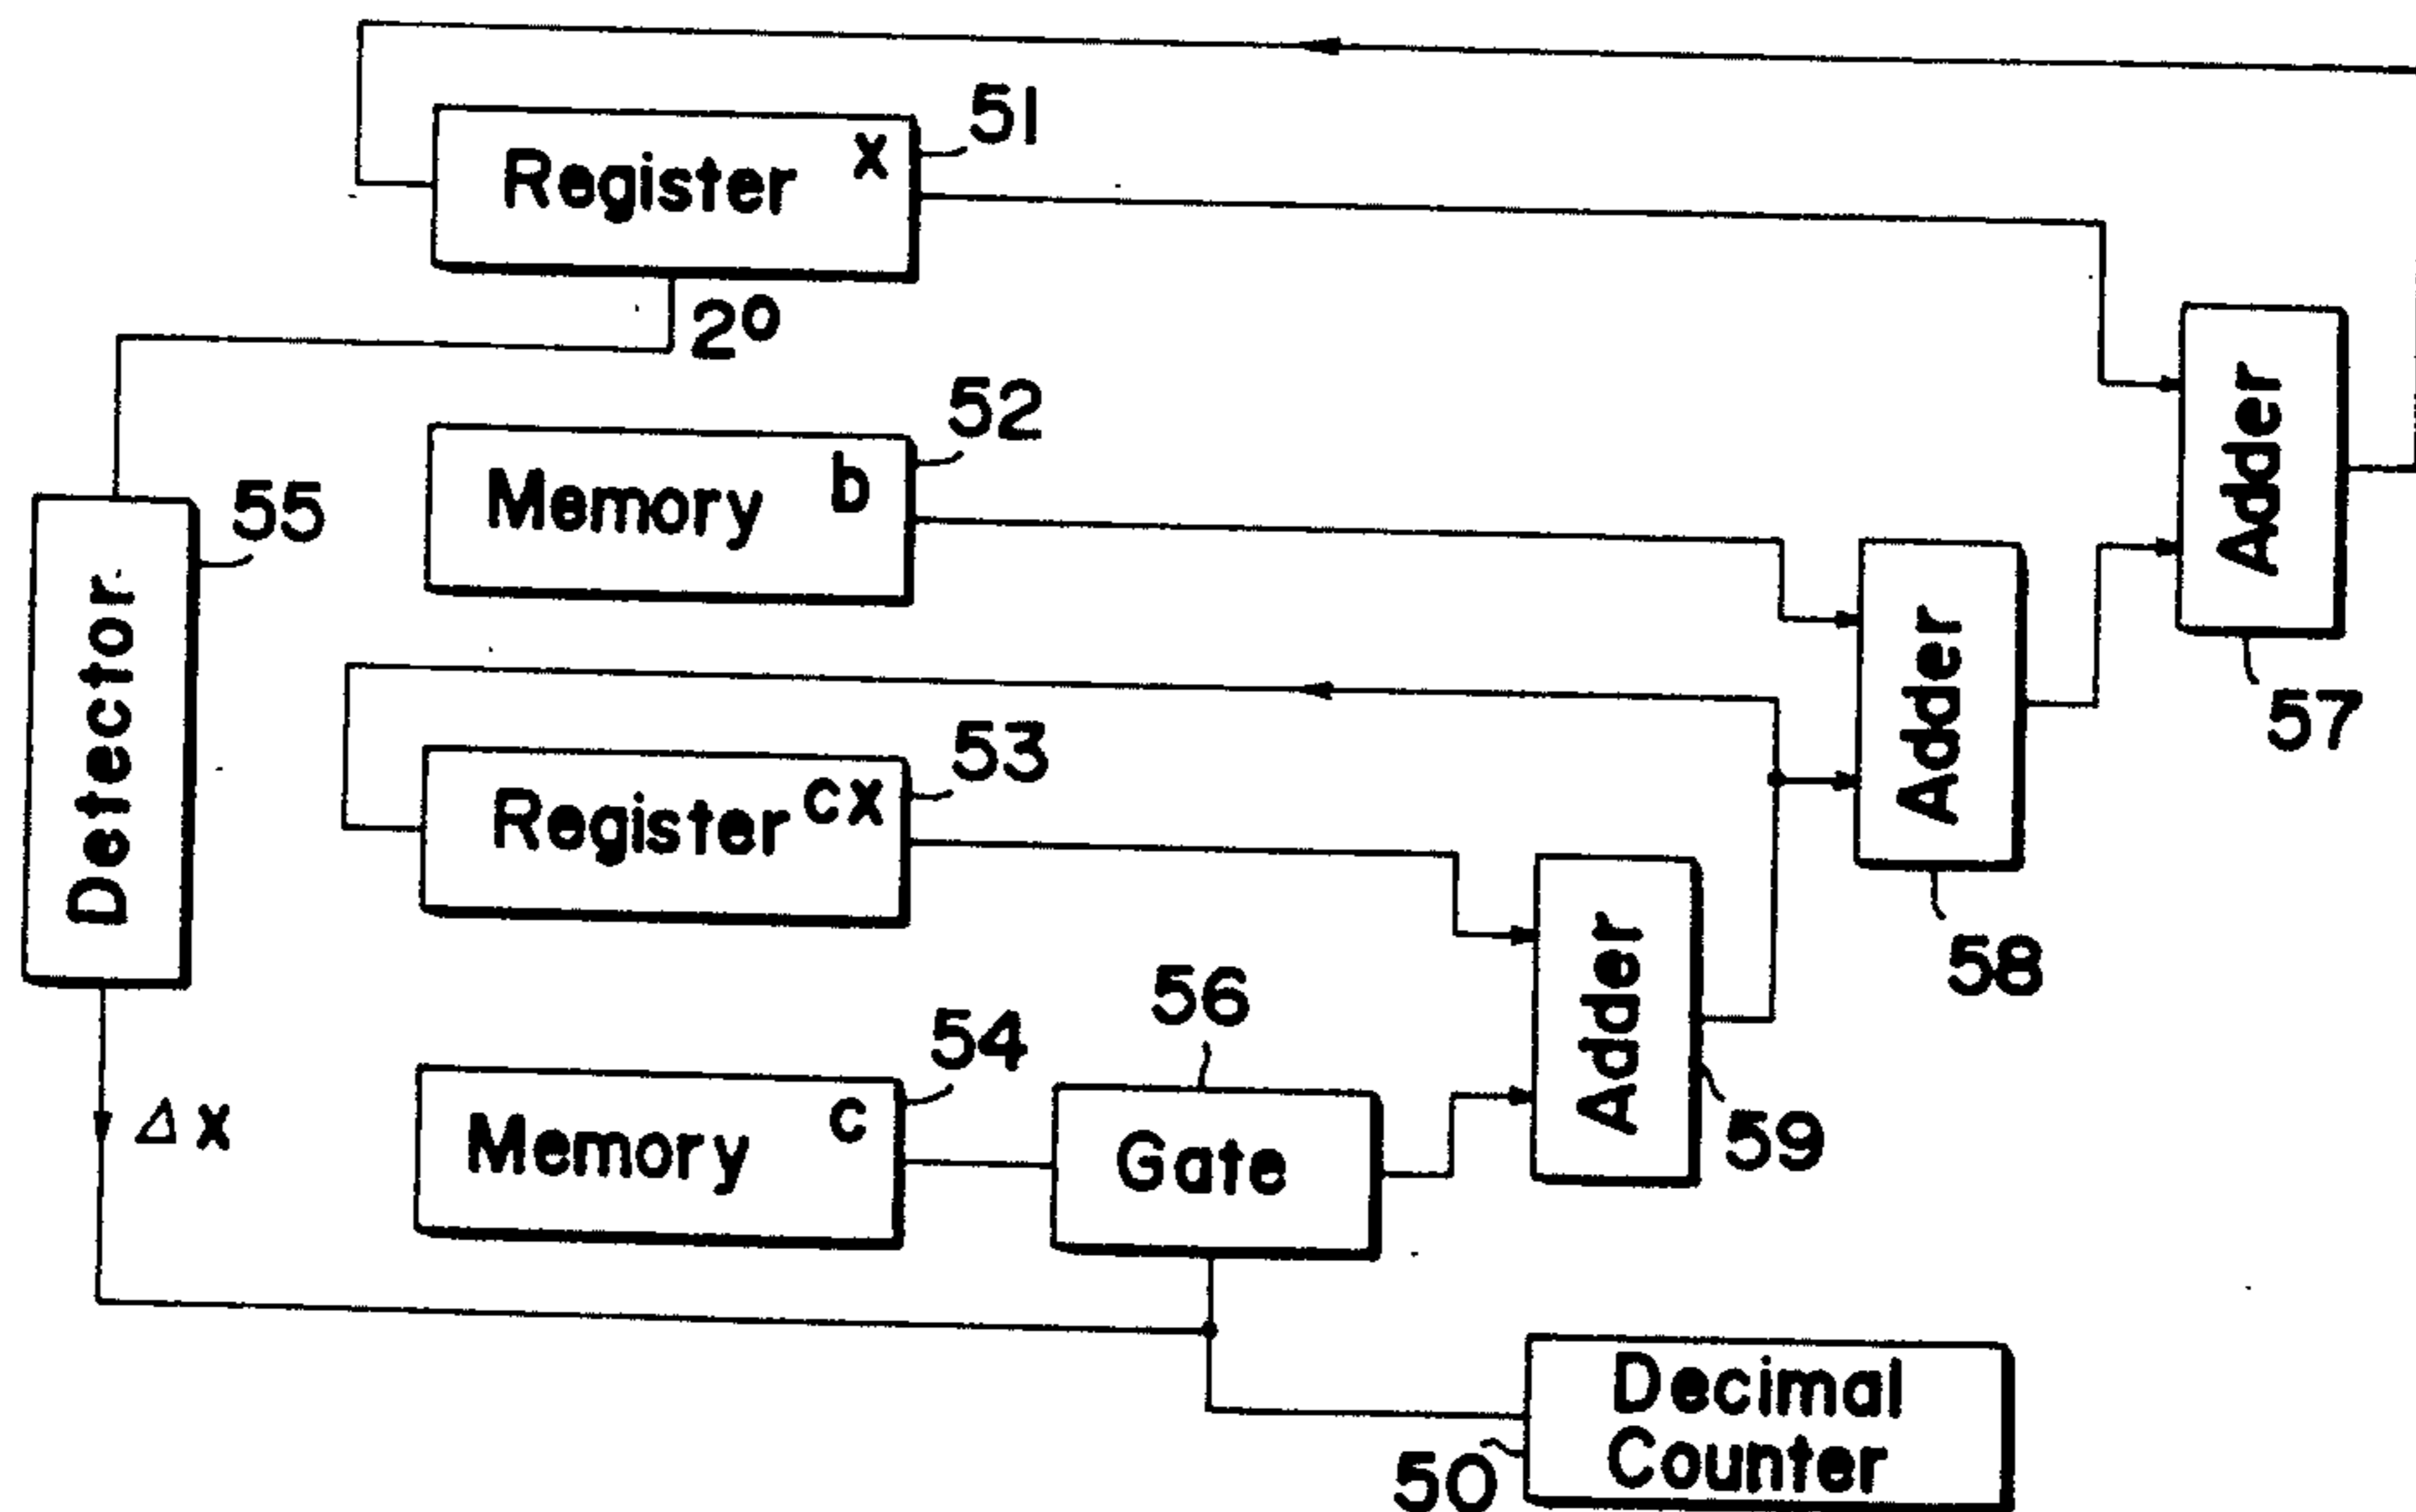 51
Register x
2⁰
52
Memory b
55
Detector
Adder
57
53
Register cx
Adder
58
56
54
Memory c
Gate
Adder
59
Δx
Decimal
Counter
50